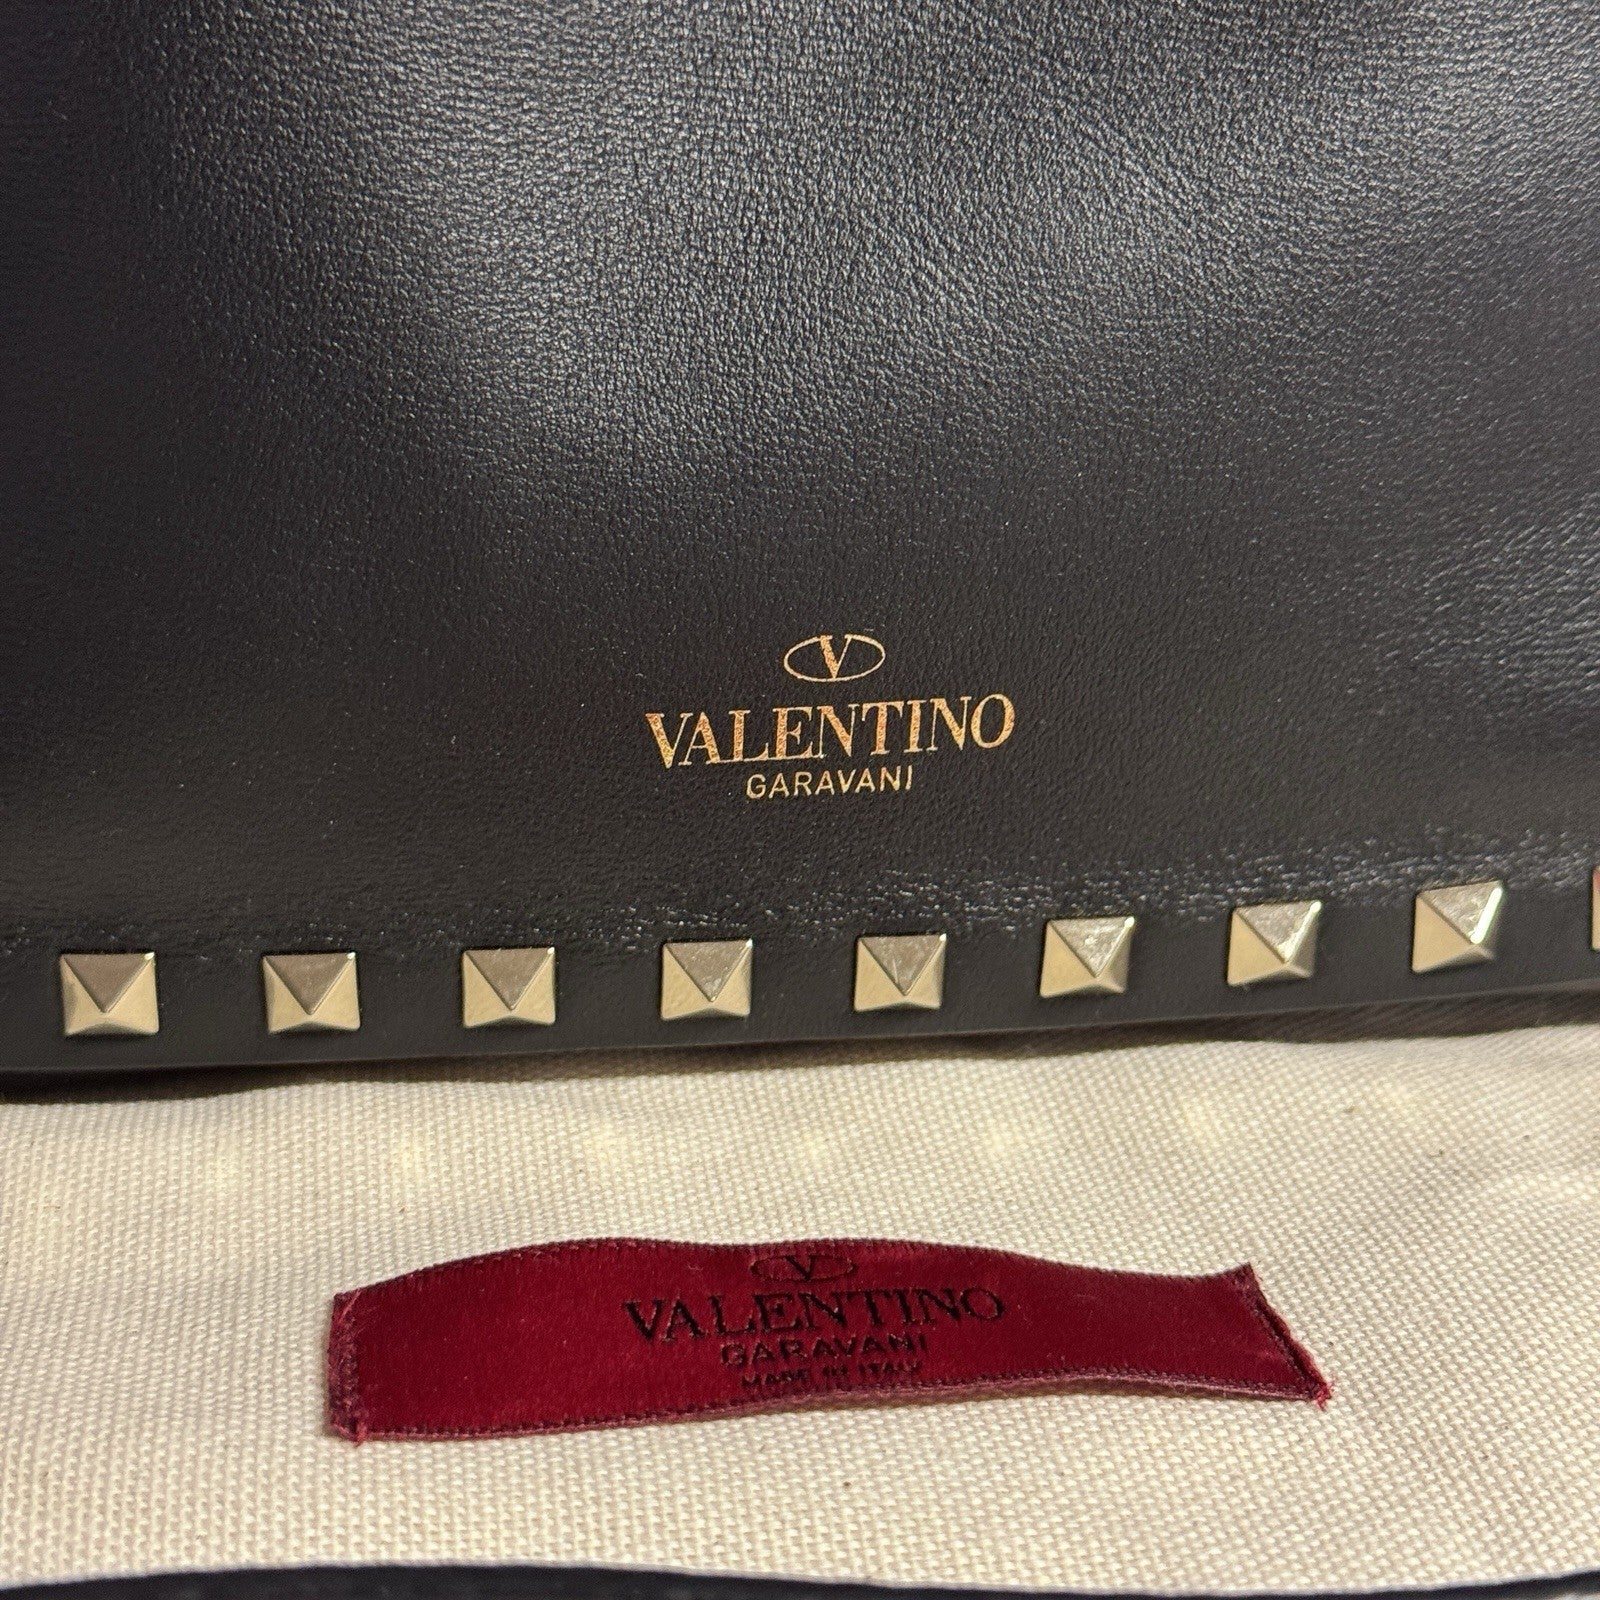 V
VALENTINO
GARAVANI
V
VALENTINO
GARAVANI
MADE IN ITALY